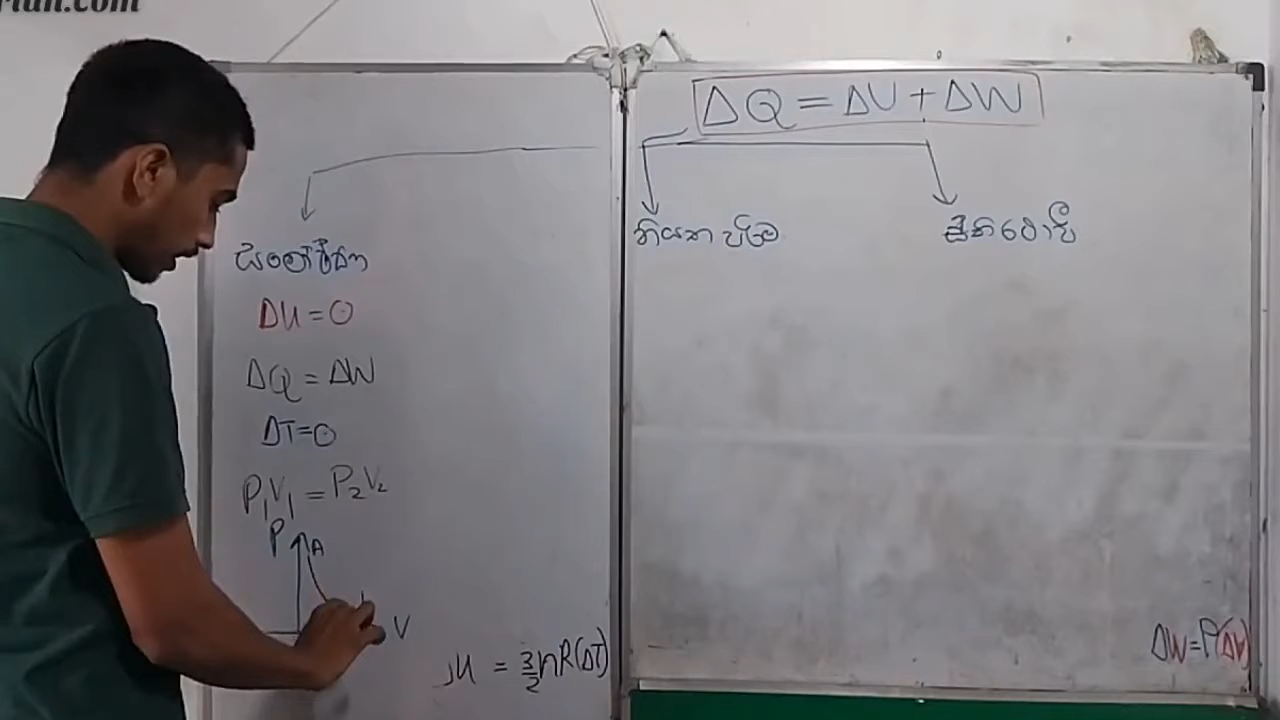 ΔQ = ΔU + ΔW
සමෝෂ්ණ
නියත පීඩන
ΔU = 0
ΔQ = ΔW
ΔT = 0
P₁V₁ = P₂V₂
P
A
V
U = 3/2 nR(ΔT)
ΔW = P(ΔV)